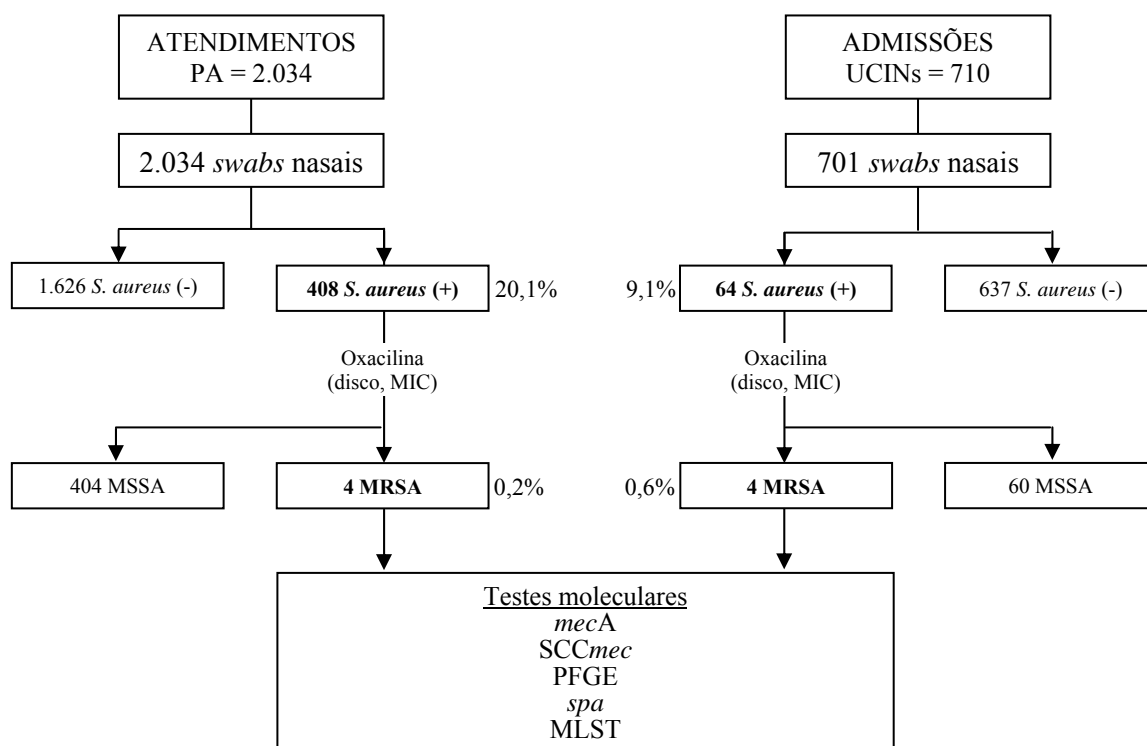 ATENDIMENTOS
PA = 2.034
ADMISSÕES
UCINs = 710
2.034 swabs nasais
701 swabs nasais
1.626 S. aureus (-)
408 S. aureus (+)
20,1%
9,1%
64 S. aureus (+)
637 S. aureus (-)
Oxacilina
(disco, MIC)
Oxacilina
(disco, MIC)
404 MSSA
4 MRSA
0,2%
0,6%
4 MRSA
60 MSSA
Testes moleculares
mecA
SCCmec
PFGE
spa
MLST